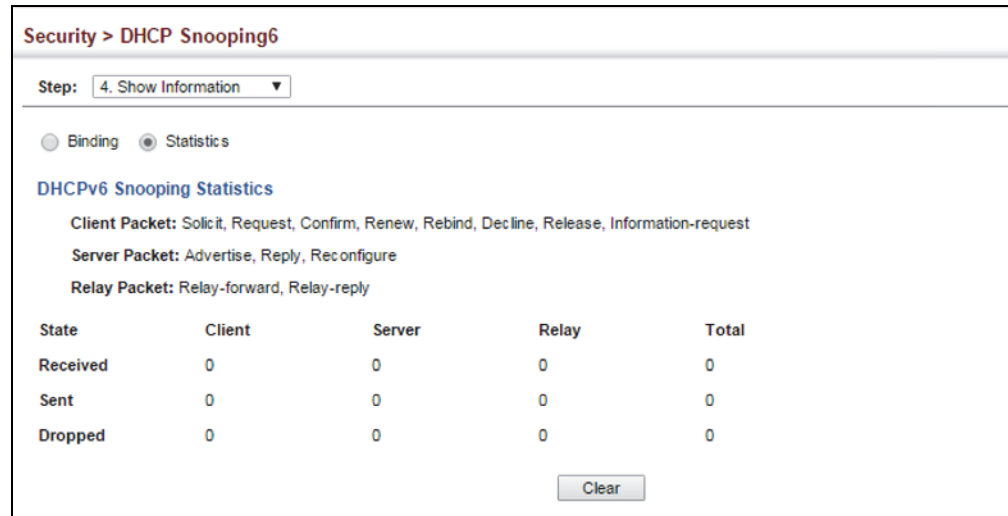 Security > DHCP Snooping6
Step: 4. Show Information
Binding Statistics
DHCPv6 Snooping Statistics
Client Packet: Solicit, Request, Confirm, Renew, Rebind, Decline, Release, Information-request
Server Packet: Advertise, Reply, Reconfigure
Relay Packet: Relay-forward, Relay-reply
State Client Server Relay Total
Received 0 0 0 0
Sent 0 0 0 0
Dropped 0 0 0 0
Clear